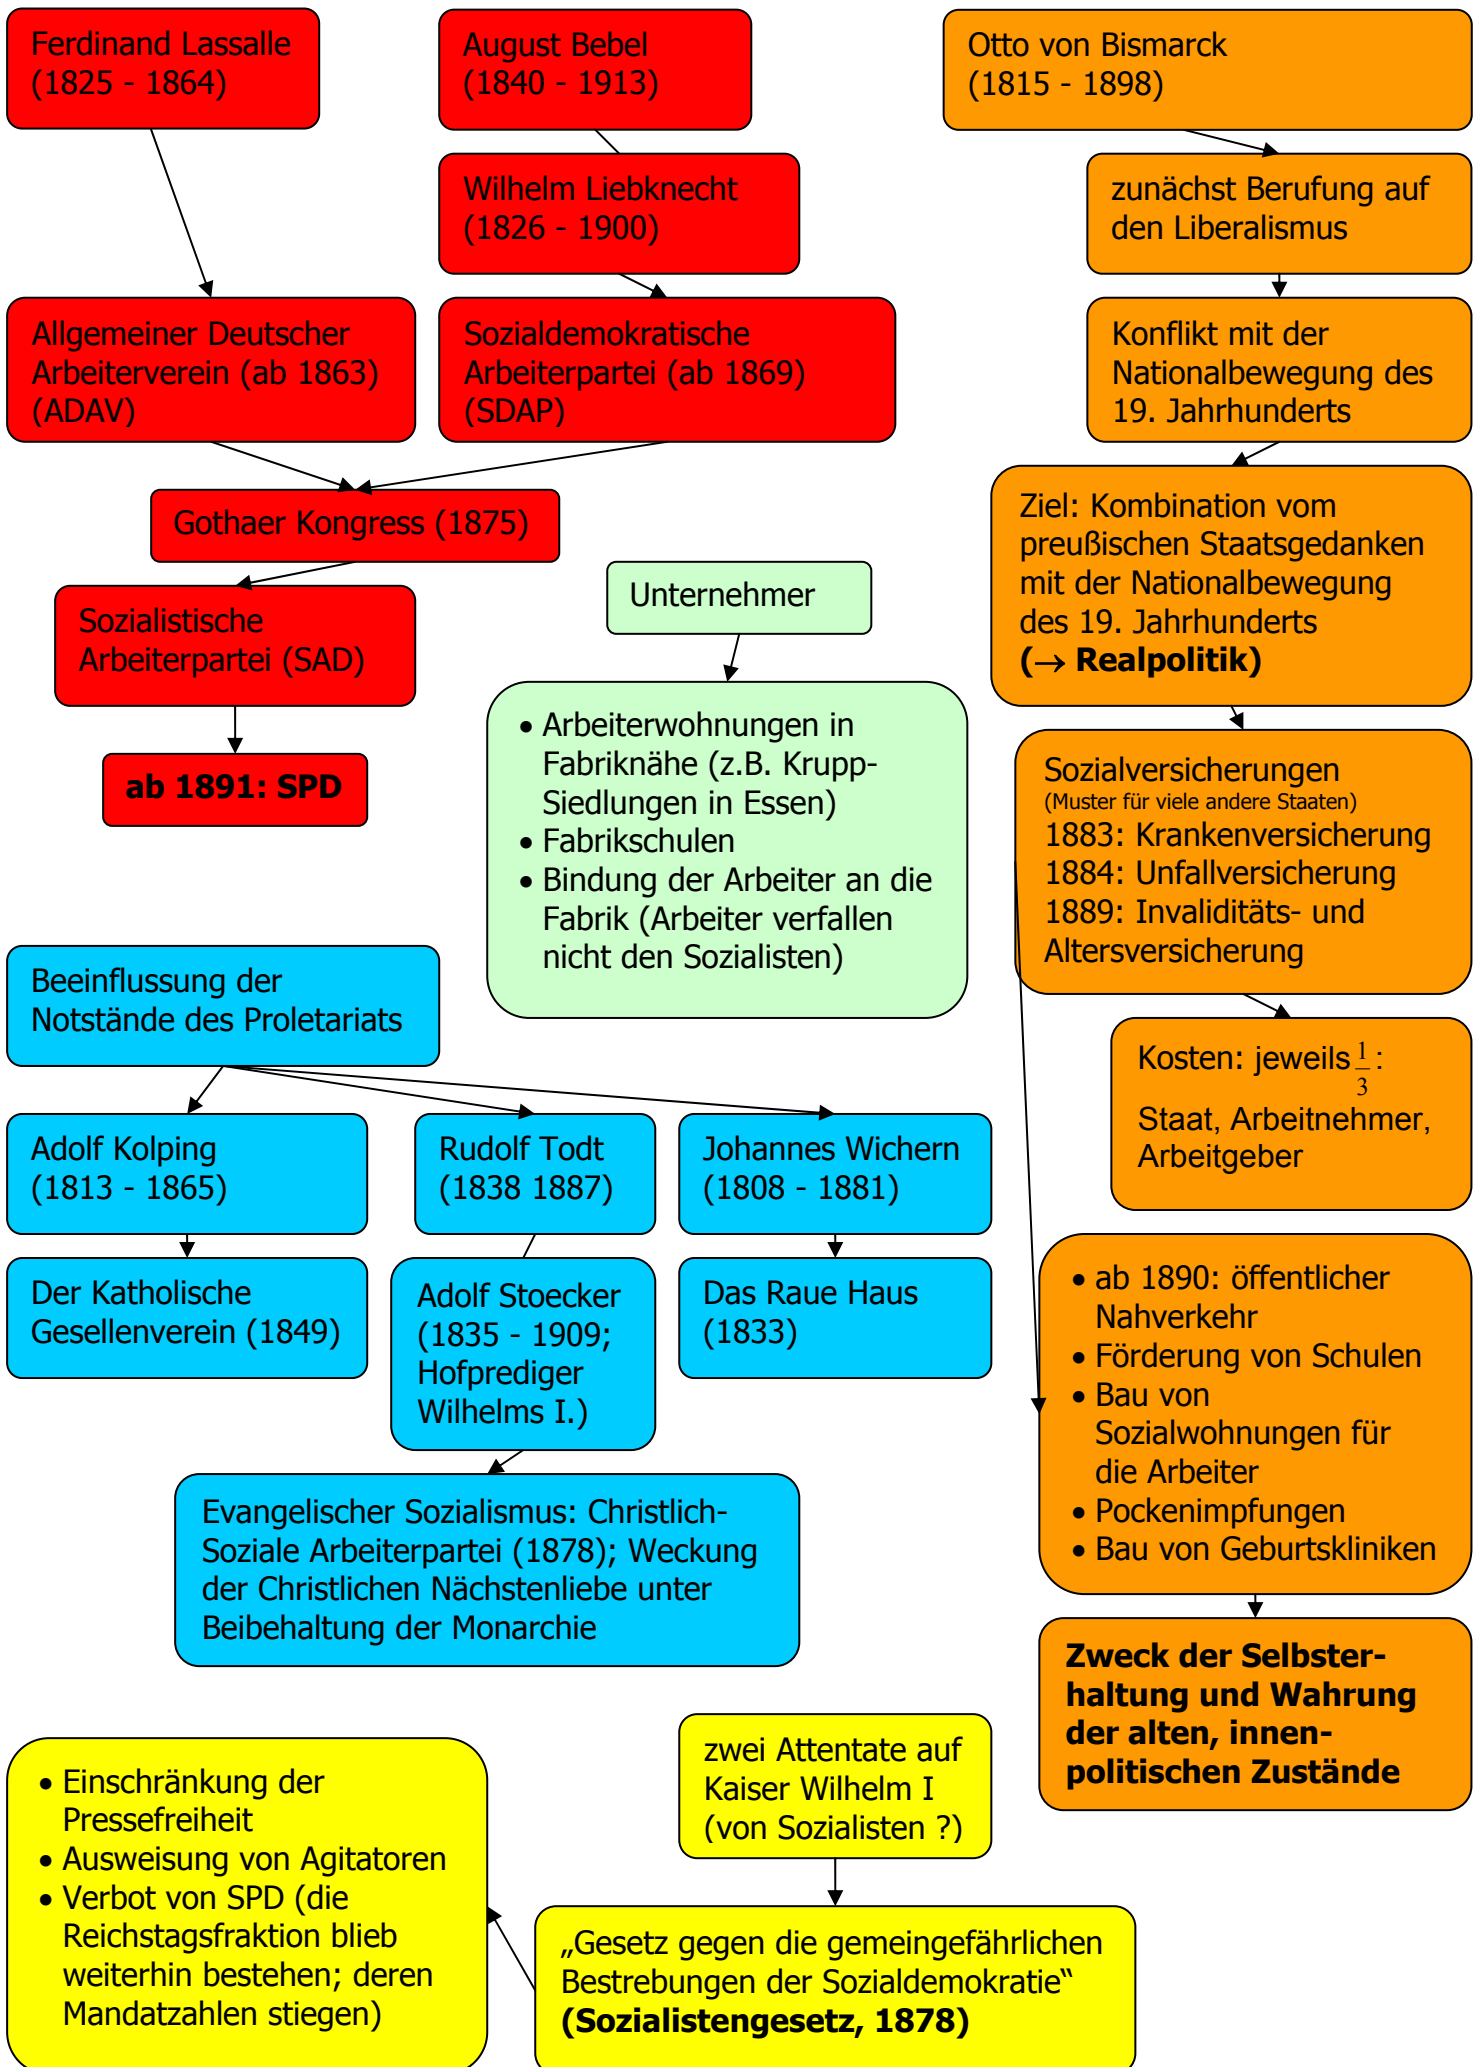 Ferdinand Lassalle
(1825 - 1864)
August Bebel
(1840 - 1913)
Wilhelm Liebknecht
(1826 - 1900)
Allgemeiner Deutscher
Arbeiterverein (ab 1863)
(ADAV)
Sozialdemokratische
Arbeiterpartei (ab 1869)
(SDAP)
Gothaer Kongress (1875)
Sozialistische
Arbeiterpartei (SAD)
ab 1891: SPD
Otto von Bismarck
(1815 - 1898)
zunächst Berufung auf
den Liberalismus
Konflikt mit der
Nationalbewegung des
19. Jahrhunderts
Ziel: Kombination vom
preußischen Staatsgedanken
mit der Nationalbewegung
des 19. Jahrhunderts
(→ Realpolitik)
Sozialversicherungen
(Muster für viele andere Staaten)
1883: Krankenversicherung
1884: Unfallversicherung
1889: Invaliditäts- und
Altersversicherung
Kosten: jeweils 1/3 :
Staat, Arbeitnehmer,
Arbeitgeber
• ab 1890: öffentlicher
Nahverkehr
• Förderung von Schulen
• Bau von
Sozialwohnungen für
die Arbeiter
• Pockenimpfungen
• Bau von Geburtskliniken
Zweck der Selbster-
haltung und Wahrung
der alten, innen-
politischen Zustände
Unternehmer
• Arbeiterwohnungen in
Fabriknähe (z.B. Krupp-
Siedlungen in Essen)
• Fabrikschulen
• Bindung der Arbeiter an die
Fabrik (Arbeiter verfallen
nicht den Sozialisten)
Beeinflussung der
Notstände des Proletariats
Adolf Kolping
(1813 - 1865)
Der Katholische
Gesellenverein (1849)
Rudolf Todt
(1838 1887)
Adolf Stoecker
(1835 - 1909;
Hofprediger
Wilhelms I.)
Johannes Wichern
(1808 - 1881)
Das Raue Haus
(1833)
Evangelischer Sozialismus: Christlich-
Soziale Arbeiterpartei (1878); Weckung
der Christlichen Nächstenliebe unter
Beibehaltung der Monarchie
zwei Attentate auf
Kaiser Wilhelm I
(von Sozialisten ?)
„Gesetz gegen die gemeingefährlichen
Bestrebungen der Sozialdemokratie“
(Sozialistengesetz, 1878)
• Einschränkung der
Pressefreiheit
• Ausweisung von Agitatoren
• Verbot von SPD (die
Reichstagsfraktion blieb
weiterhin bestehen; deren
Mandatzahlen stiegen)